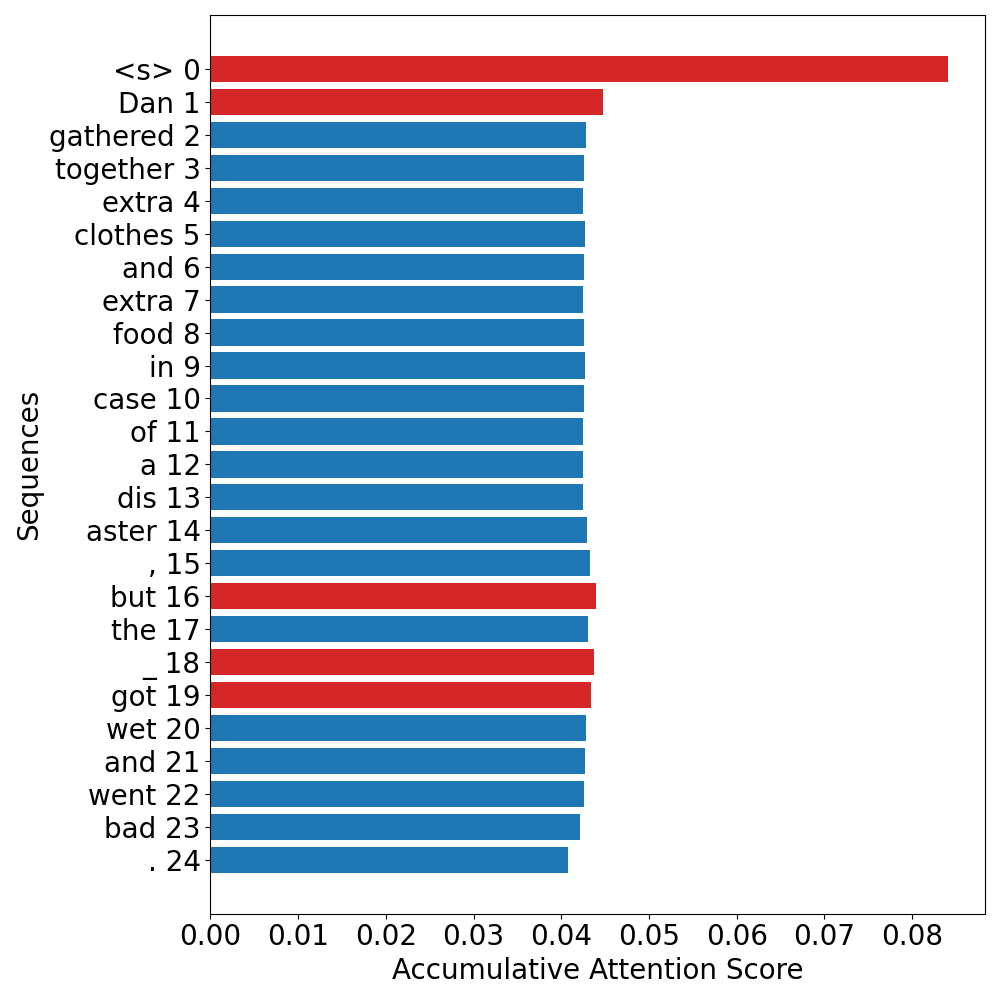 <s> 0
Dan 1
gathered 2
together 3
extra 4
clothes 5
and 6
extra 7
food 8
in 9
case 10
of 11
a 12
dis 13
aster 14
, 15
but 16
the 17
_ 18
got 19
wet 20
and 21
went 22
bad 23
. 24
Sequences
0.00 0.01 0.02 0.03 0.04 0.05 0.06 0.07 0.08
Accumulative Attention Score